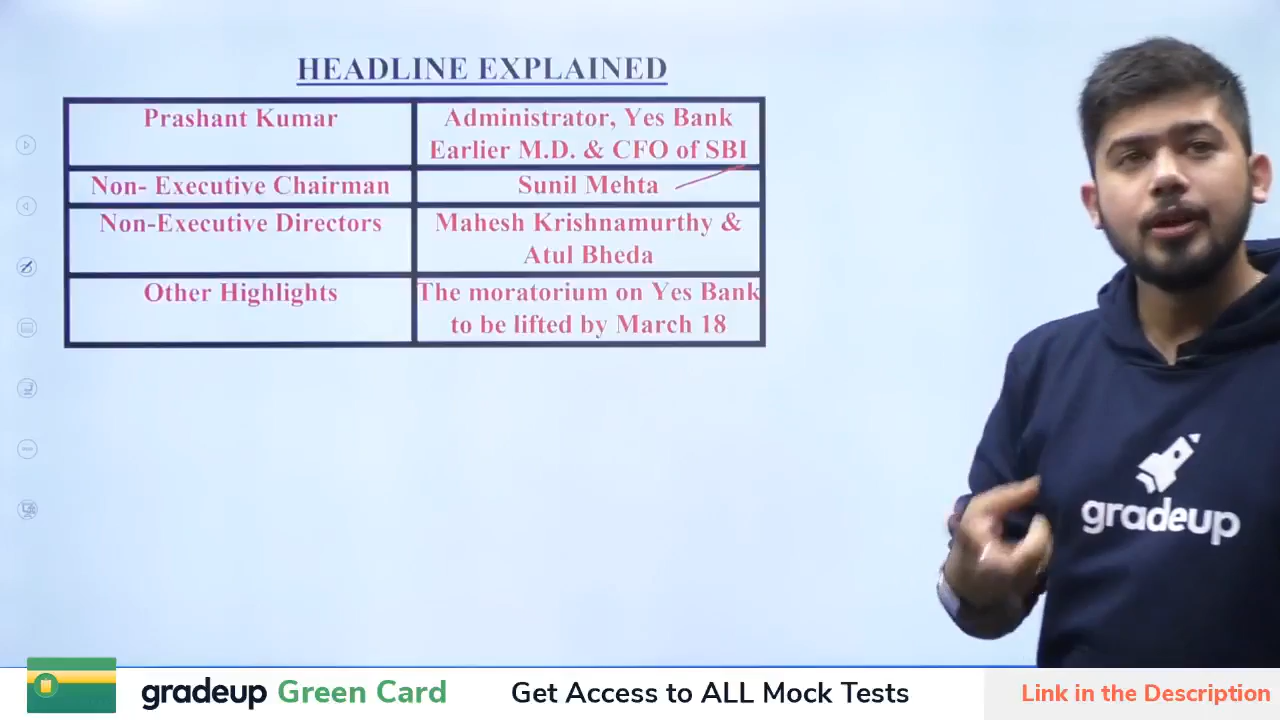 HEADLINE EXPLAINED
Prashant Kumar
Administrator, Yes Bank
Earlier M.D. & CFO of SBI
Non- Executive Chairman
Sunil Mehta
Non-Executive Directors
Mahesh Krishnamurthy &
Atul Bheda
Other Highlights
The moratorium on Yes Bank
to be lifted by March 18
gradeup
gradeup Green Card
Get Access to ALL Mock Tests
Link in the Description